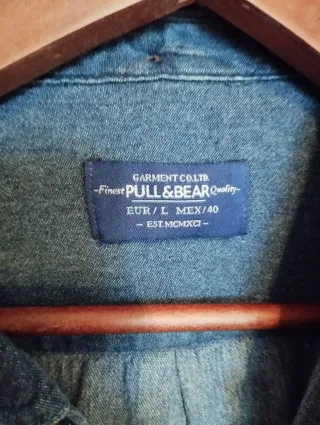 GARMENT CO.LTD.
-Finest PULL&BEAR Quality-
EUR/ L MEX/40
- EST.MCMXCI -